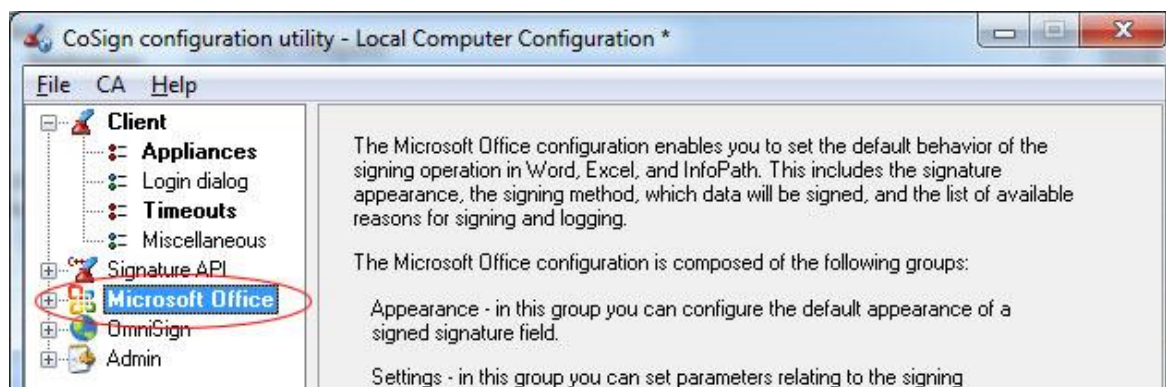 CoSign configuration utility - Local Computer Configuration *
File CA Help
Client
Appliances
Login dialog
Timeouts
Miscellaneous
Signature API
Microsoft Office
OmniSign
Admin
The Microsoft Office configuration enables you to set the default behavior of the
signing operation in Word, Excel, and InfoPath. This includes the signature
appearance, the signing method, which data will be signed, and the list of available
reasons for signing and logging.
The Microsoft Office configuration is composed of the following groups:
Appearance - in this group you can configure the default appearance of a
signed signature field.
Settings - in this group you can set parameters relating to the signing